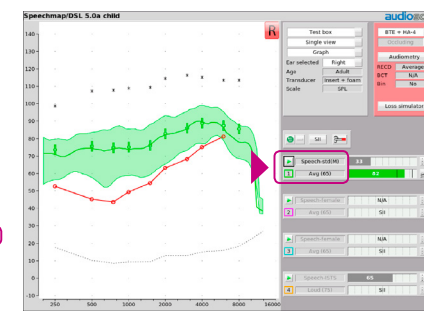 Speechmap/DSL 5.0a child
audiosc
R
Test box
Single view
Graph
Ear selected Right
Age Adult
Transducer Insert + foam
Scale SPL
BTE = HA-4
Occluding
Audiometry
RECD Average
BCT N/A
Bin No
Loss simulator
SII
Speech-std(M) 33
1 Avg (65) 82
Speech-female N/A
2 Avg (65) SII
Speech-female N/A
3 Avg (65) SII
Speech-ISTS 65
4 Loud (75) SII
140
130
120
110
100
90
80
70
60
50
40
30
20
10
0
-10
250 500 1000 2000 4000 8000 16000